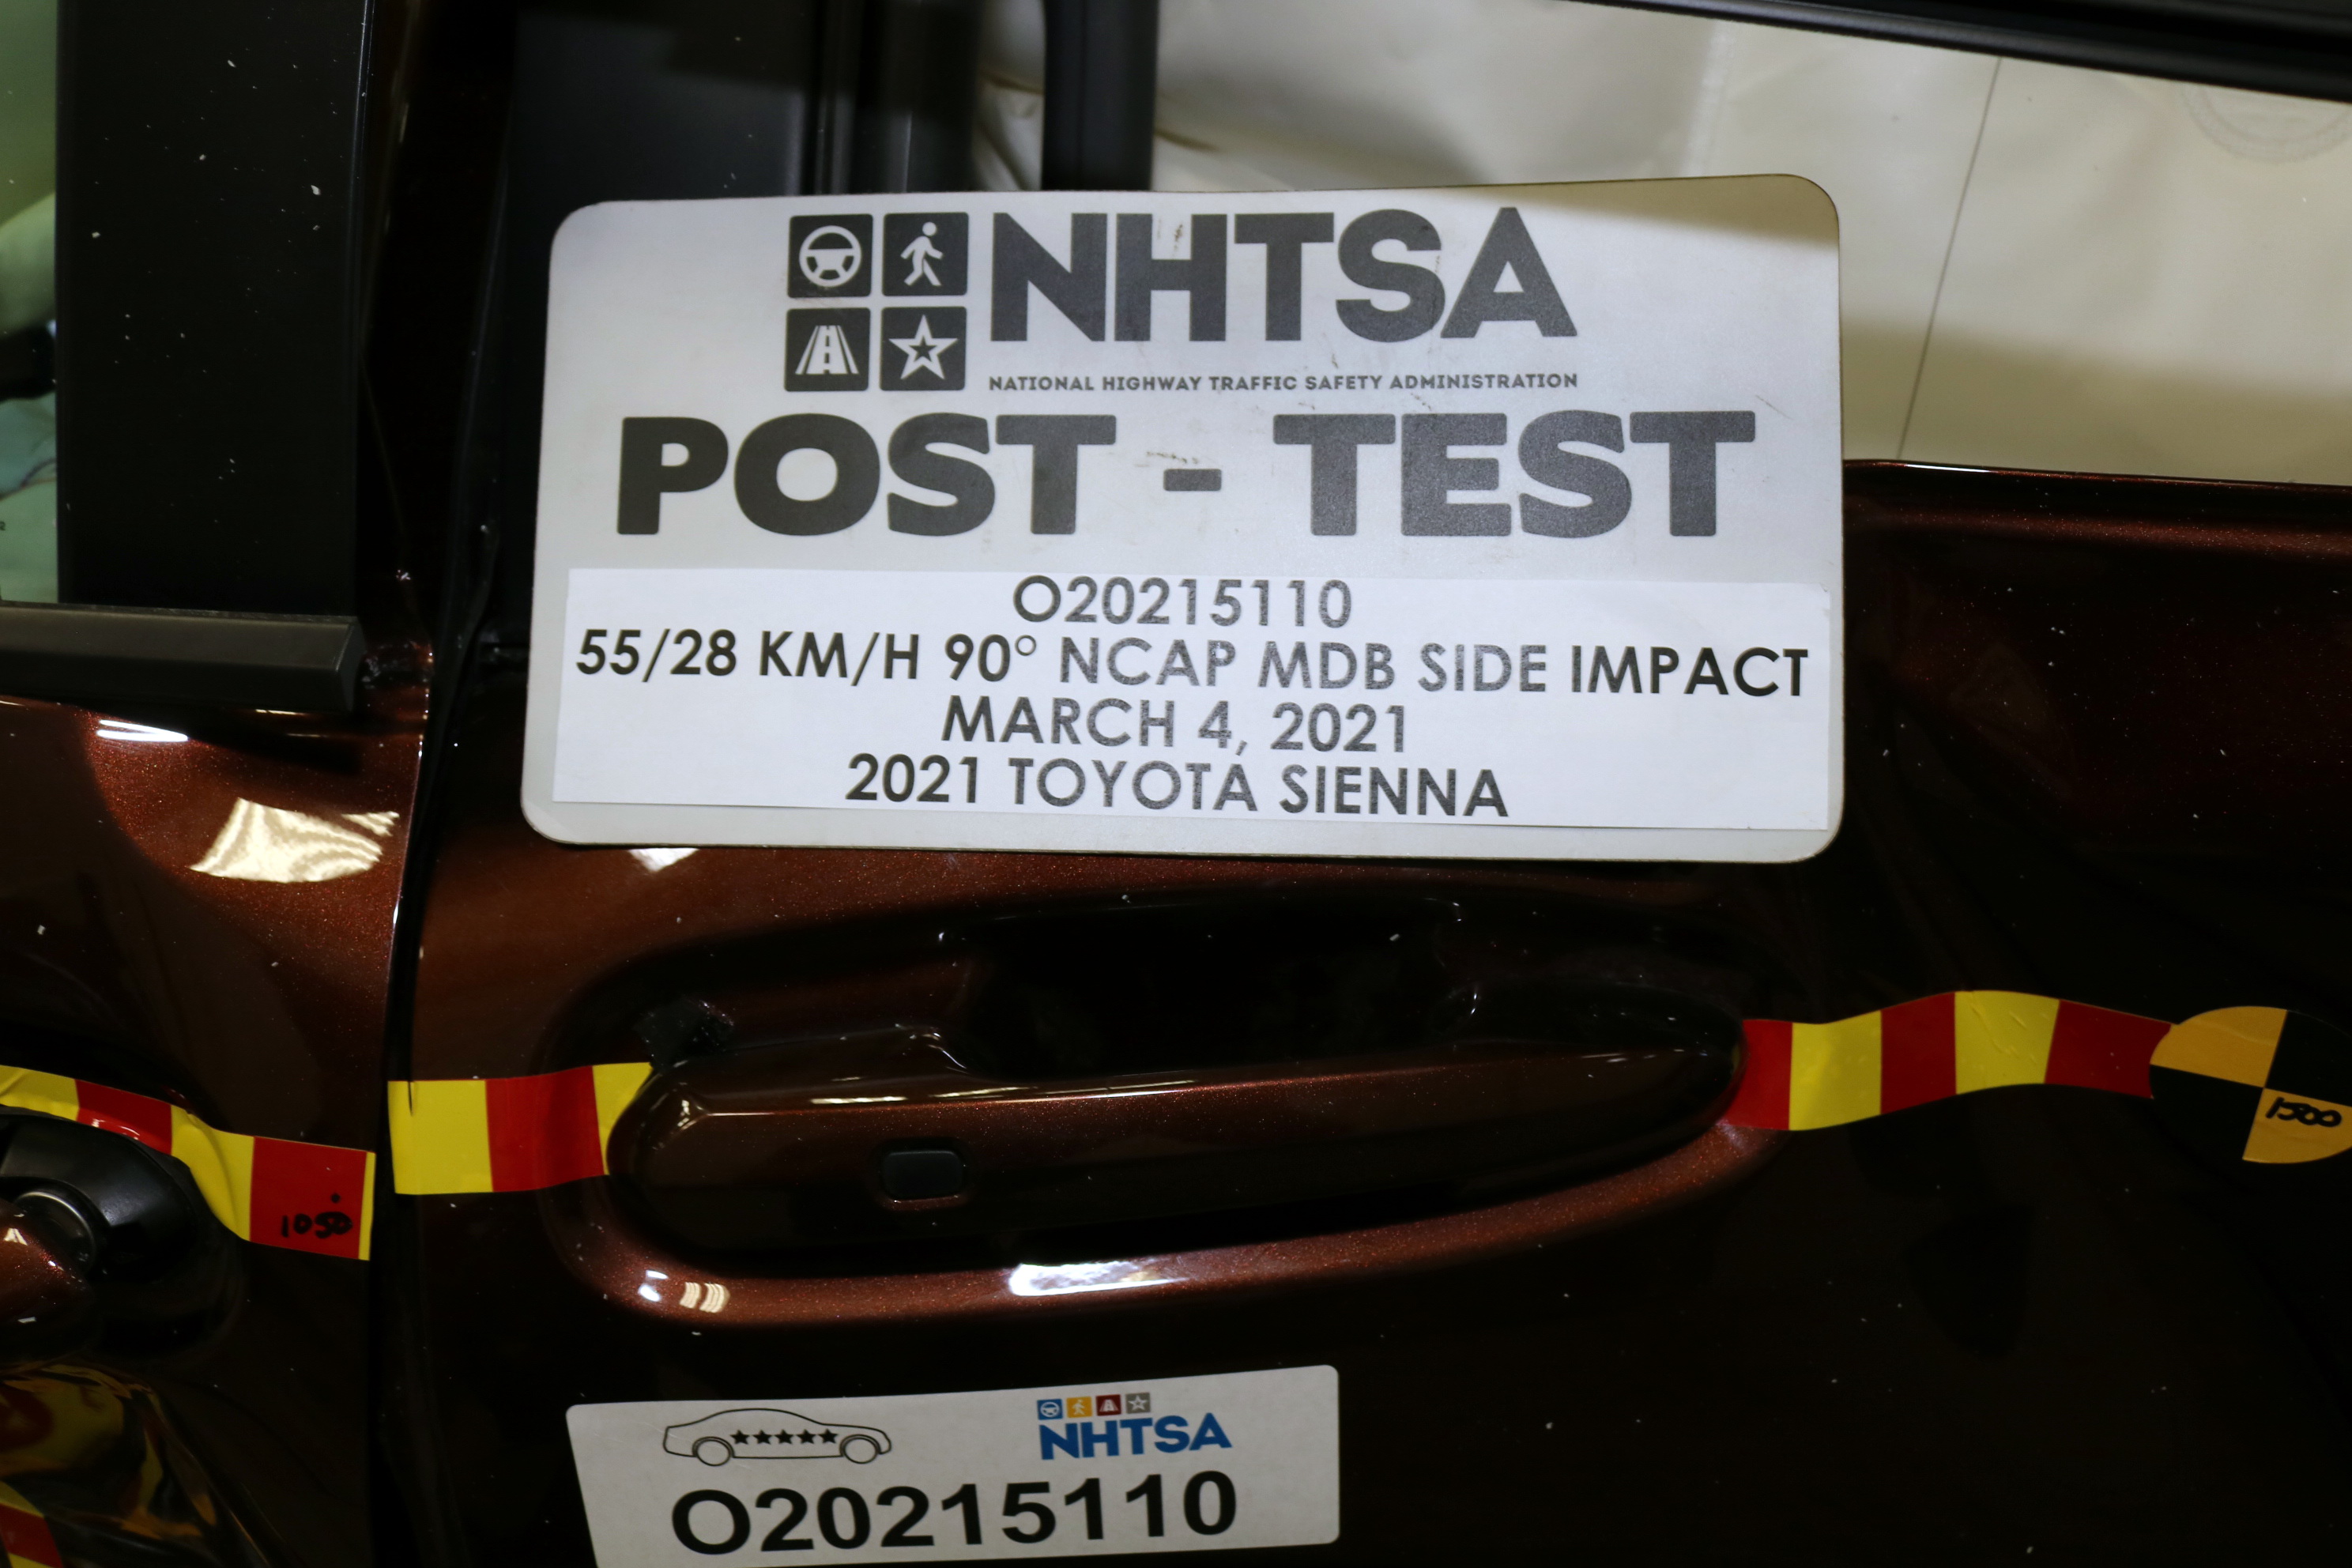 NHTSA
NATIONAL HIGHWAY TRAFFIC SAFETY ADMINISTRATION
POST - TEST
O20215110
55/28 KM/H 90° NCAP MDB SIDE IMPACT
MARCH 4, 2021
2021 TOYOTA SIENNA
1050
1500
NHTSA
O20215110